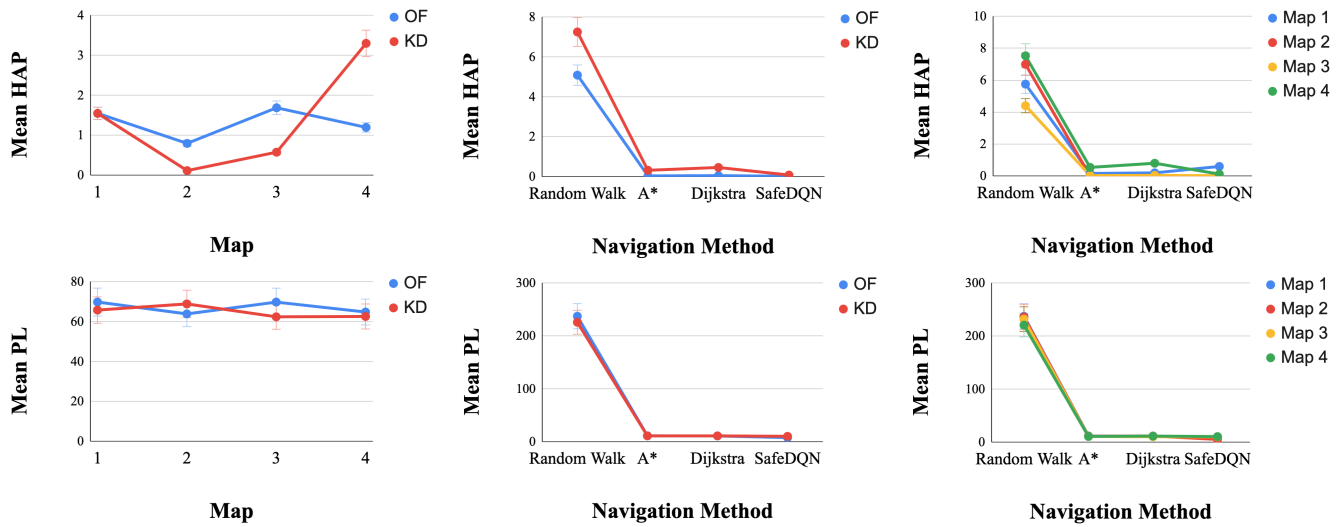 Mean HAP
4
3
2
1
0
1 2 3 4
Map
OF
KD
Mean HAP
8
6
4
2
0
Random Walk A* Dijkstra SafeDQN
Navigation Method
OF
KD
Mean HAP
10
8
6
4
2
0
Random Walk A* Dijkstra SafeDQN
Navigation Method
Map 1
Map 2
Map 3
Map 4
Mean PL
80
60
40
20
0
1 2 3 4
Map
OF
KD
Mean PL
300
200
100
0
Random Walk A* Dijkstra SafeDQN
Navigation Method
OF
KD
Mean PL
300
200
100
0
Random Walk A* Dijkstra SafeDQN
Navigation Method
Map 1
Map 2
Map 3
Map 4